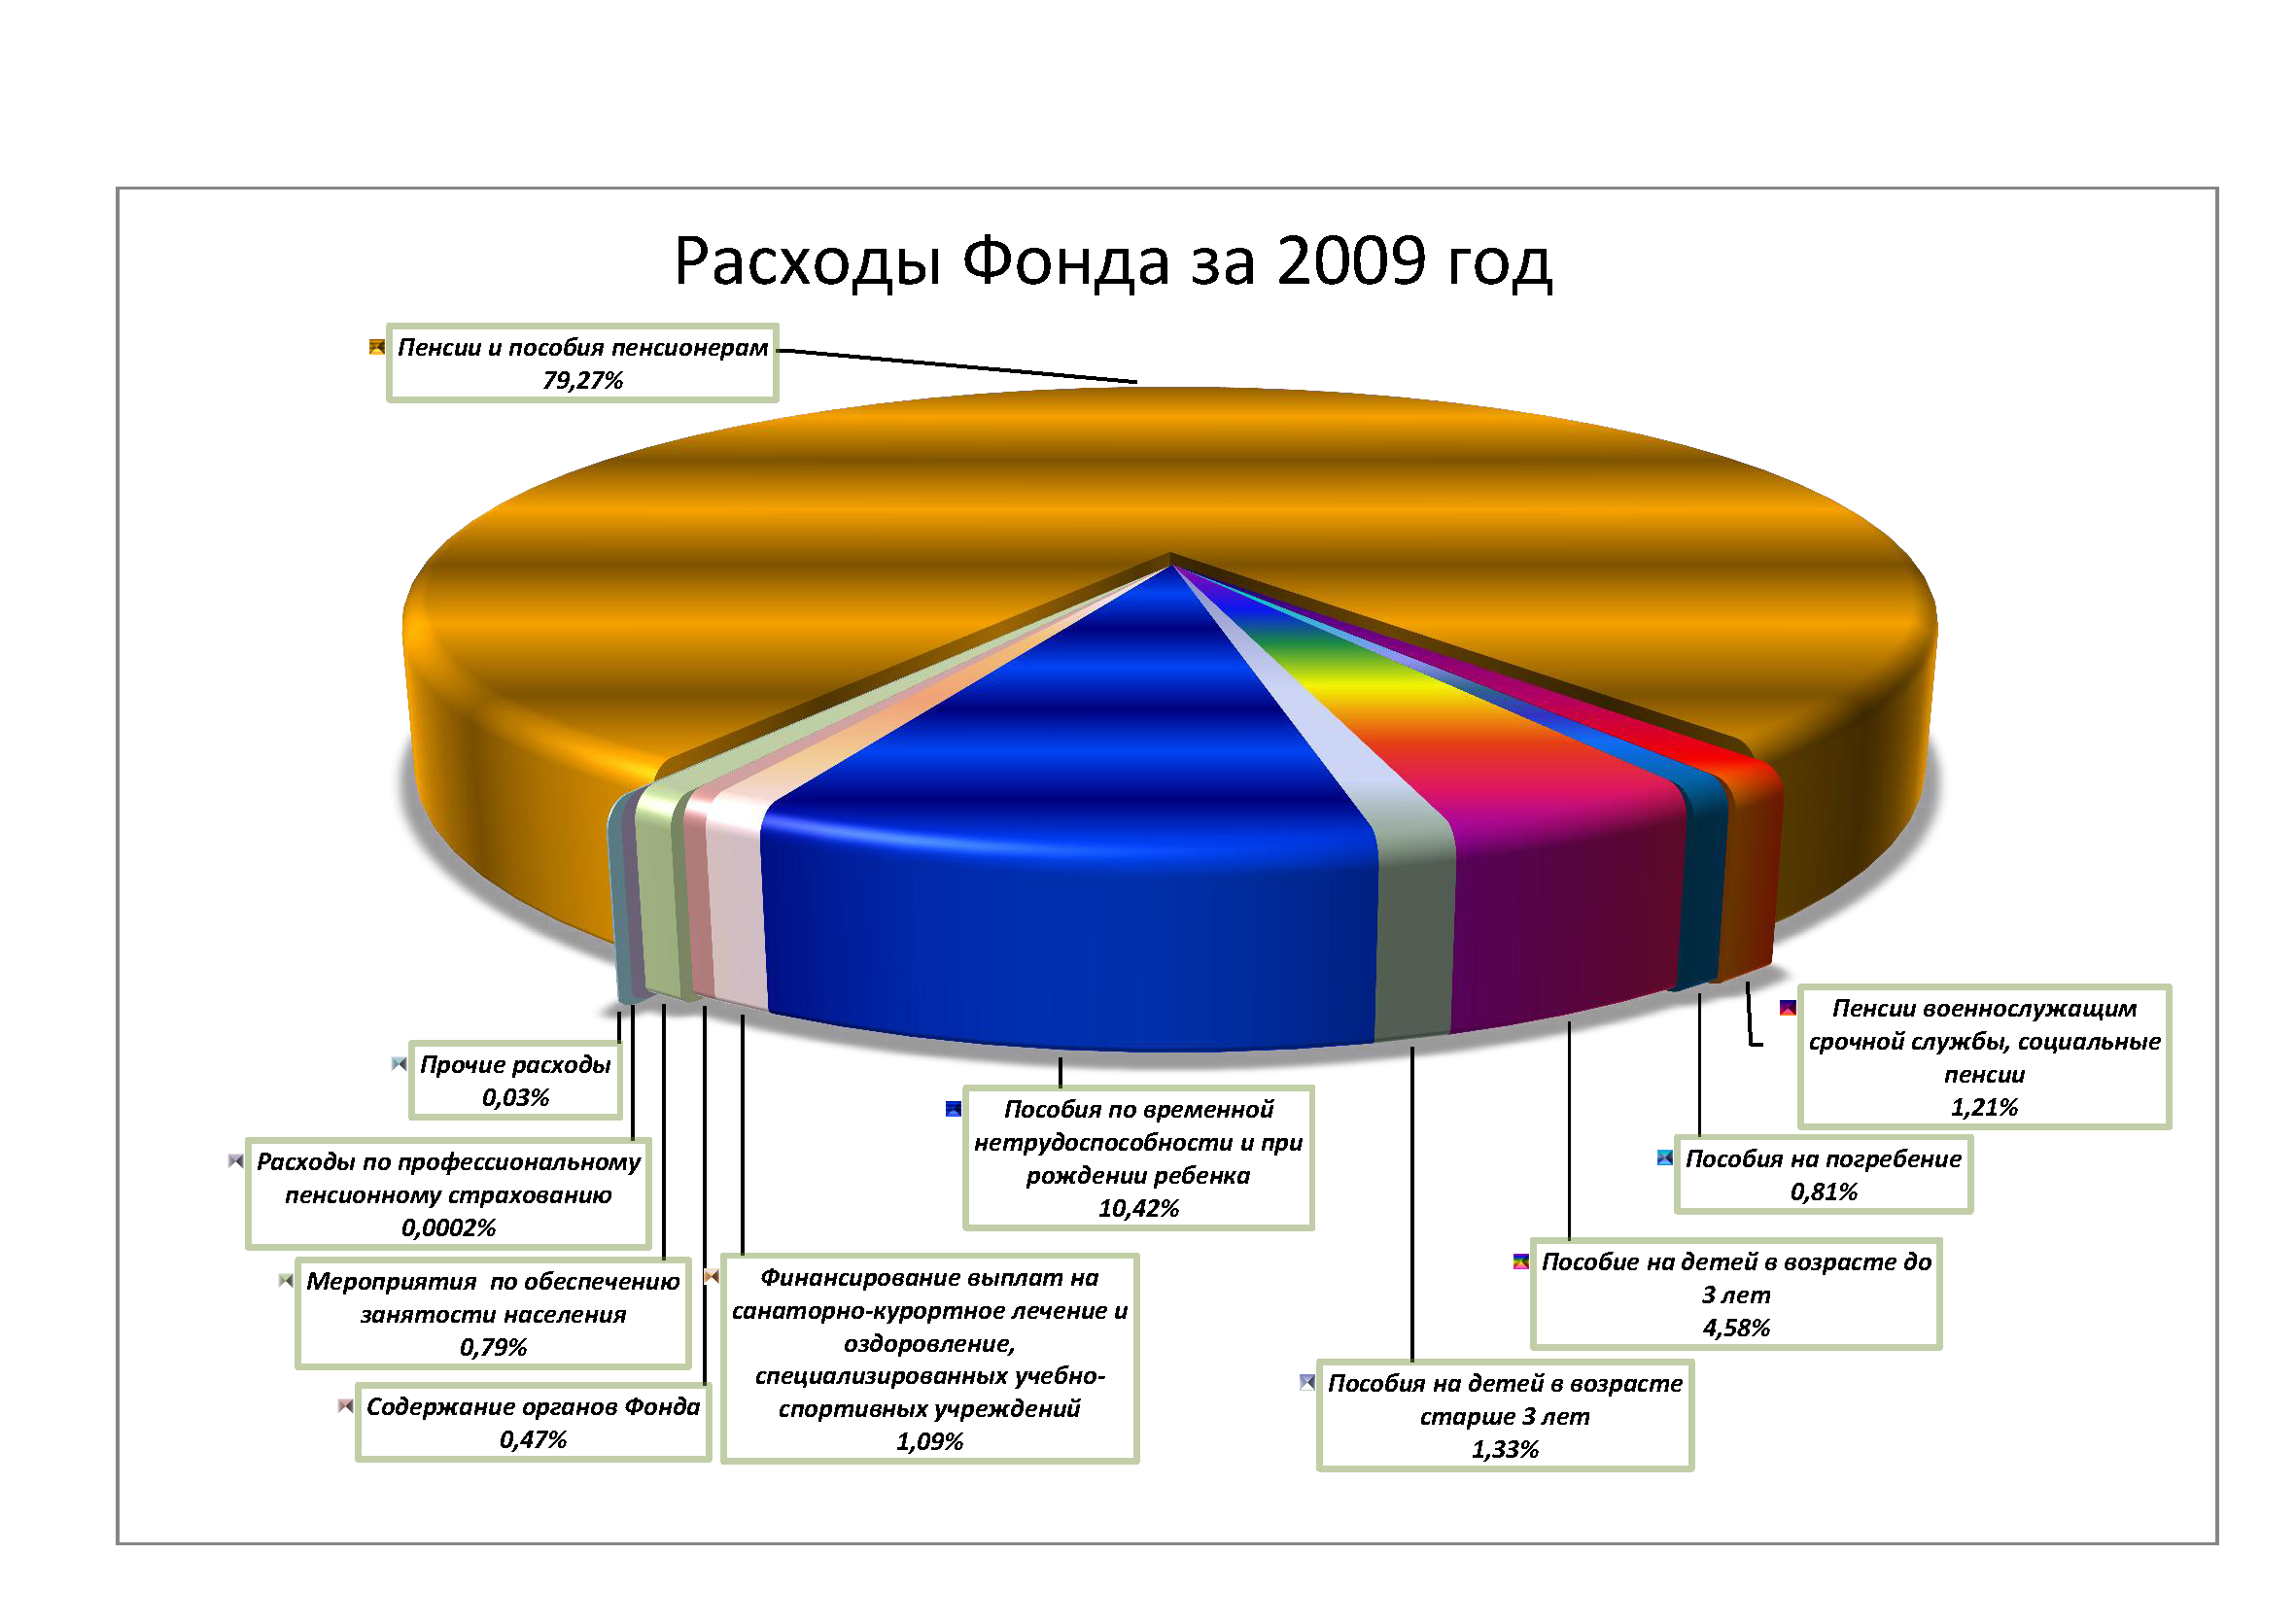 Расходы Фонда за 2009 год
Пенсии и пособия пенсионерам
79,27%
Пенсии военнослужащим
срочной службы, социальные
пенсии
1,21%
Прочие расходы
0,03%
Пособия по временной
нетрудоспособности и при
рождении ребенка
10,42%
Пособия на погребение
0,81%
Расходы по профессиональному
пенсионному страхованию
0,0002%
Пособие на детей в возрасте до
3 лет
4,58%
Мероприятия  по обеспечению
занятости населения
0,79%
Финансирование выплат на
санаторно-курортное лечение и
оздоровление,
специализированных учебно-
спортивных учреждений
1,09%
Пособия на детей в возрасте
старше 3 лет
1,33%
Содержание органов Фонда
0,47%